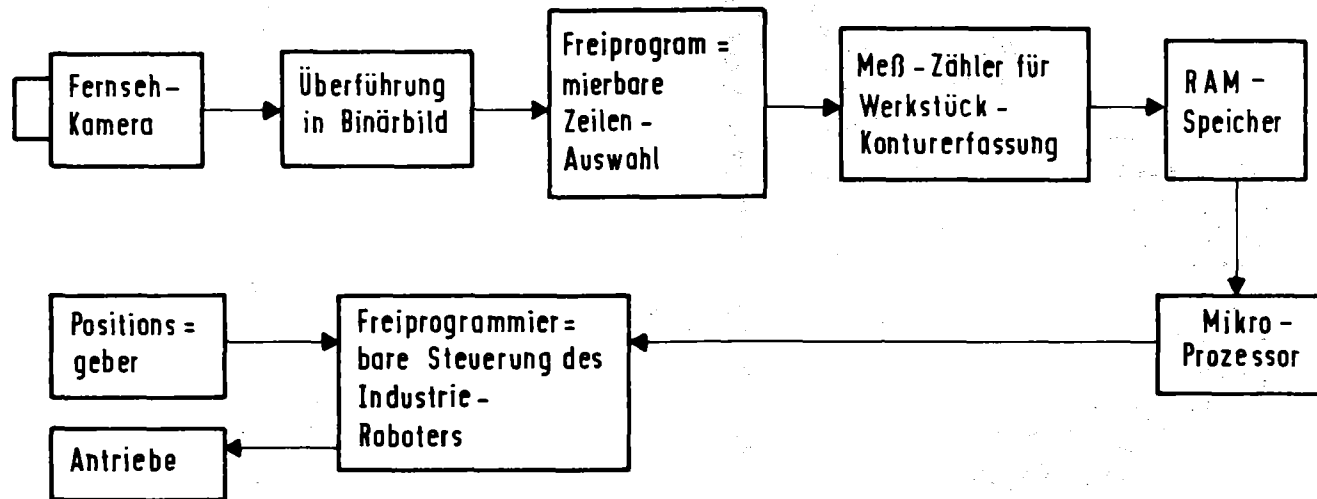 Fernseh-
Kamera
Überführung
in Binärbild
Freiprogram=
mierbare
Zeilen-
Auswahl
Meß-Zähler für
Werkstück-
Konturerfassung
RAM-
Speicher
Mikro-
Prozessor
Freiprogrammier=
bare Steuerung des
Industrie-
Roboters
Positions=
geber
Antriebe